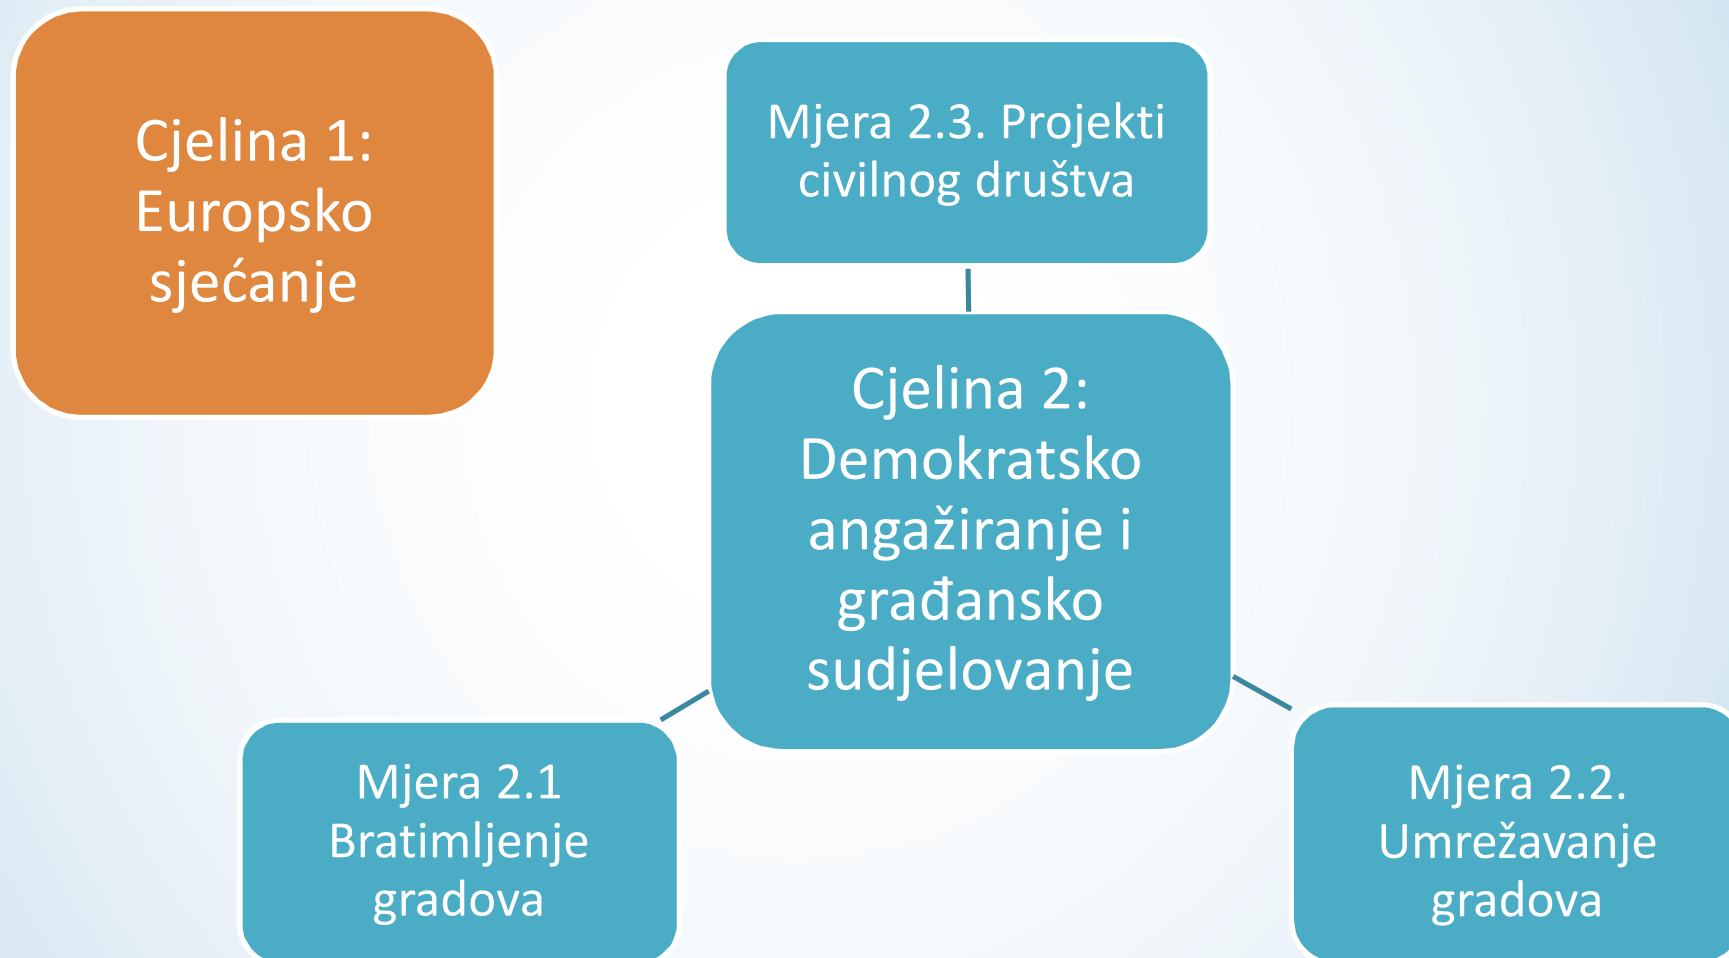 Cjelina 1:
Europsko
sjećanje
Mjera 2.3. Projekti
civilnog društva
Cjelina 2:
Demokratsko
angažiranje i
građansko
sudjelovanje
Mjera 2.1
Bratimljenje
gradova
Mjera 2.2.
Umrežavanje
gradova